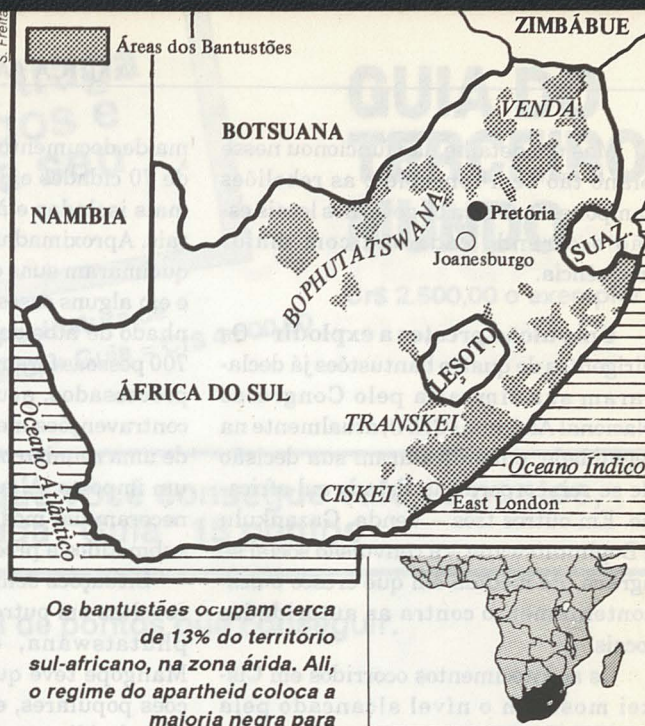 S. Freita
Áreas dos Bantustões
ZIMBÁBUE
VENDA
BOTSUANA
NAMÍBIA
Pretória
BOPHUTATSWANA
Joanesburgo
SUAZ.
LESOTO
ÁFRICA DO SUL
TRANSKEI
Oceano Atlântico
Oceano Índico
CISKEI
East London
Os bantustães ocupam cerca
de 13% do território
sul-africano, na zona árida. Ali,
o regime do apartheid coloca a
maioria negra para